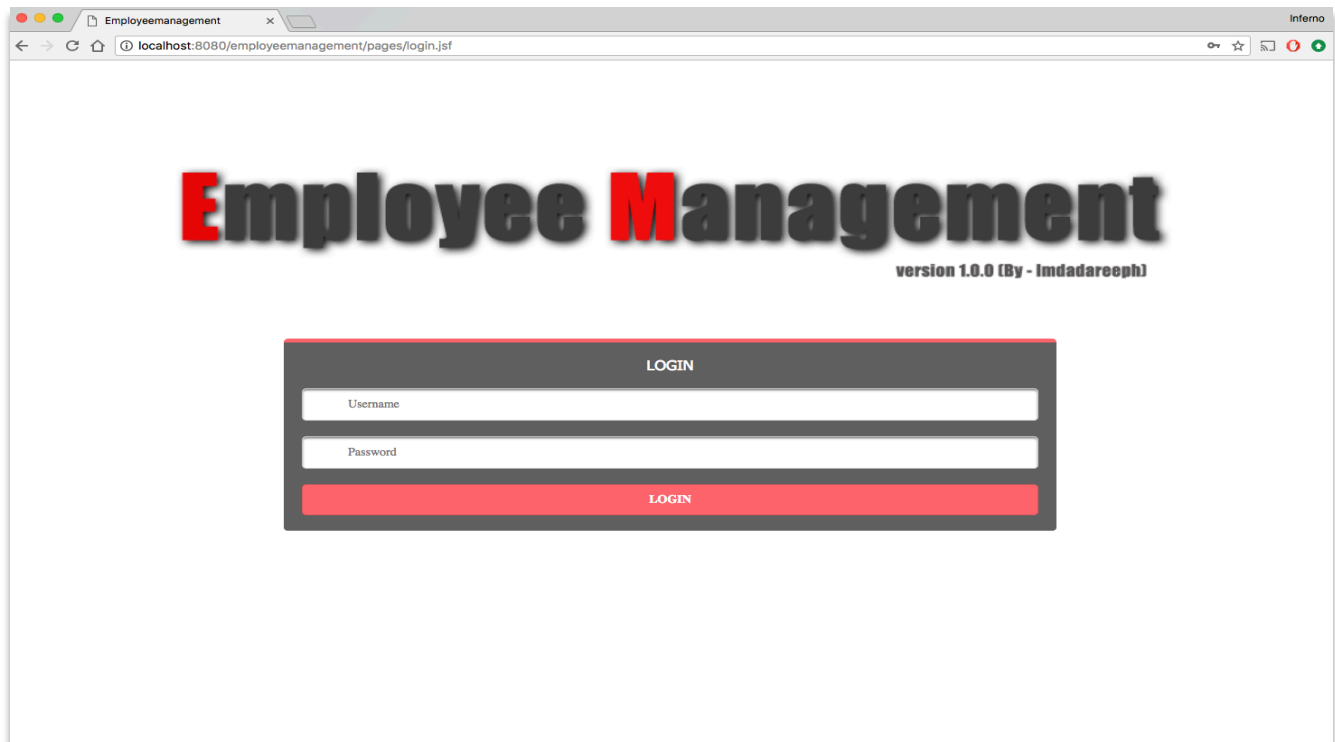 Employeemanagement
Inferno
localhost:8080/employeemanagement/pages/login.jsf
Employee Management
version 1.0.0 (By - Imdadareeph)
LOGIN
Username
Password
LOGIN